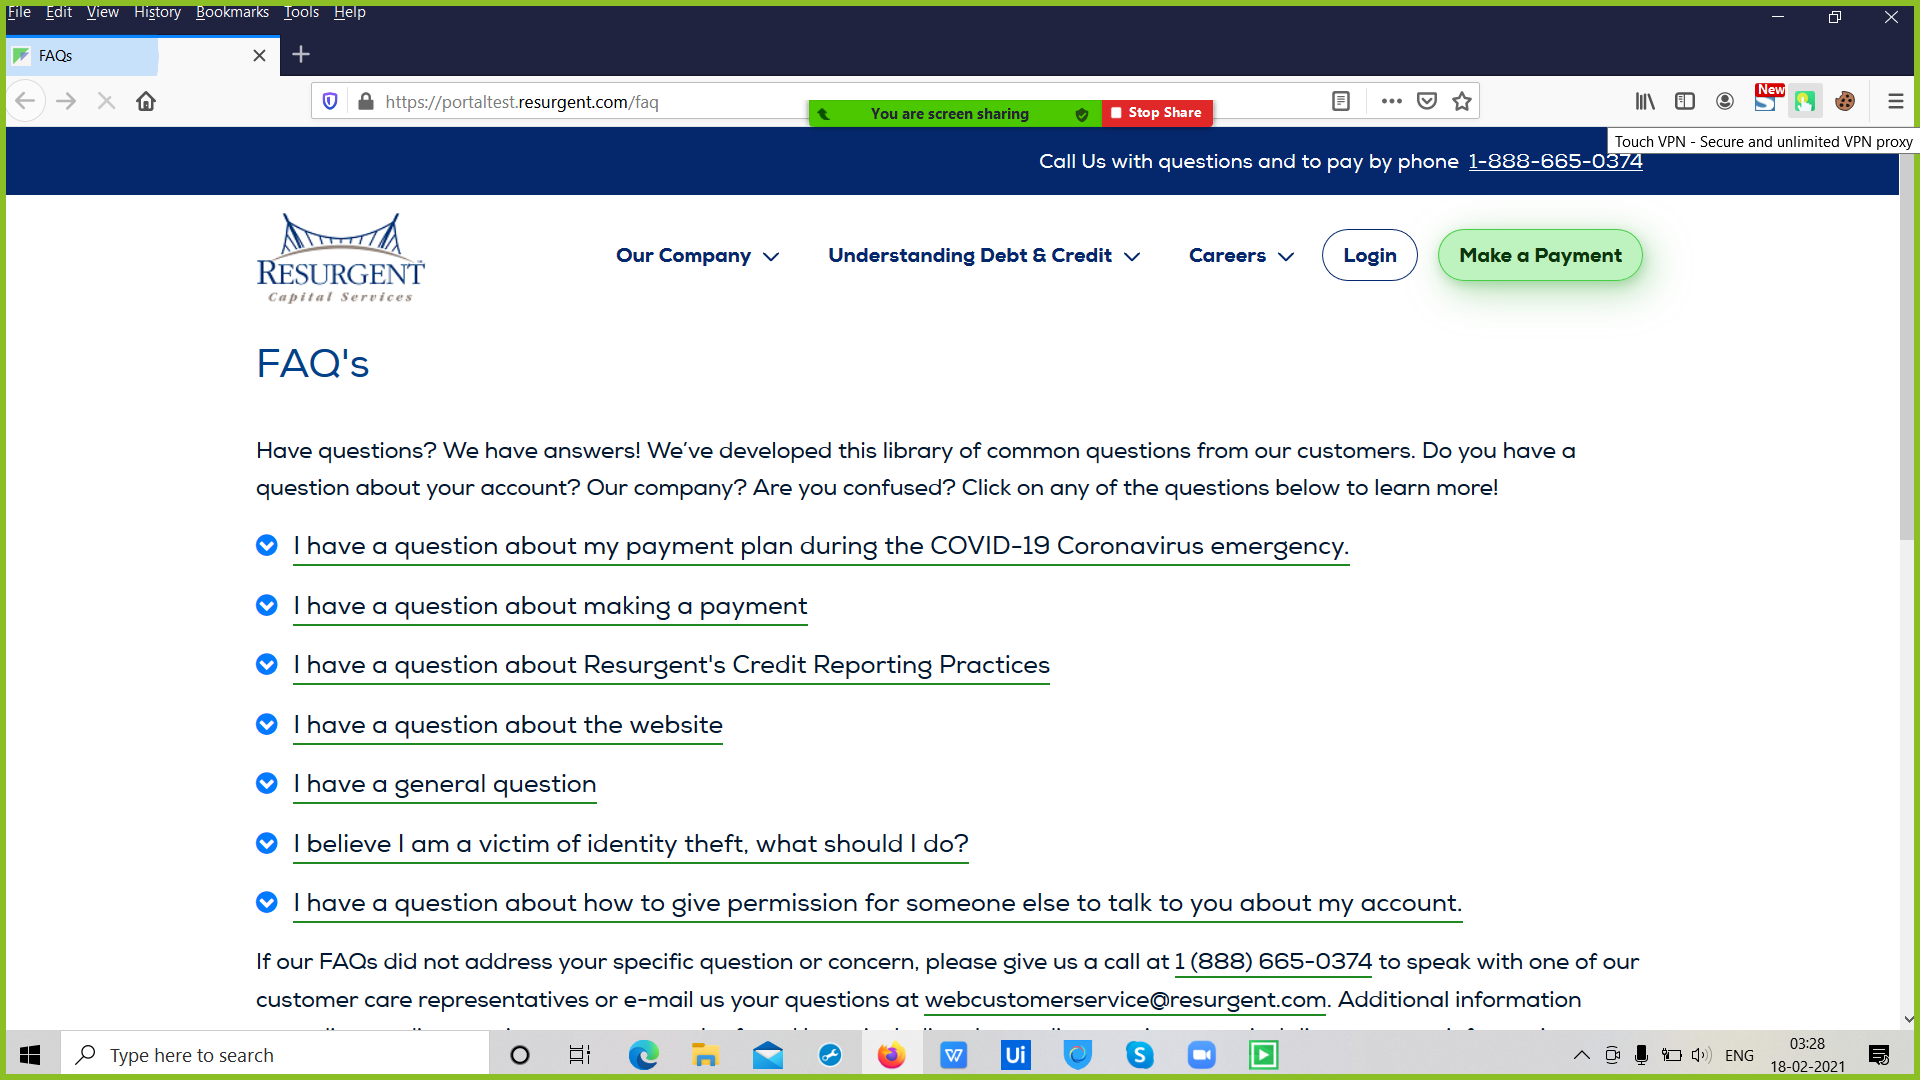 File Edit View History Bookmarks Tools Help
FAQs
https://portaltest.resurgent.com/faq
You are screen sharing
Stop Share
New
Touch VPN - Secure and unlimited VPN proxy
Call Us with questions and to pay by phone 1-888-665-0374
RESURGENT
Capital Services
Our Company
Understanding Debt & Credit
Careers
Login
Make a Payment
FAQ's
Have questions? We have answers! We’ve developed this library of common questions from our customers. Do you have a
question about your account? Our company? Are you confused? Click on any of the questions below to learn more!
I have a question about my payment plan during the COVID-19 Coronavirus emergency.
I have a question about making a payment
I have a question about Resurgent's Credit Reporting Practices
I have a question about the website
I have a general question
I believe I am a victim of identity theft, what should I do?
I have a question about how to give permission for someone else to talk to you about my account.
If our FAQs did not address your specific question or concern, please give us a call at 1 (888) 665-0374 to speak with one of our
customer care representatives or e-mail us your questions at webcustomerservice@resurgent.com. Additional information
Type here to search
Ui
ENG
03:28
18-02-2021